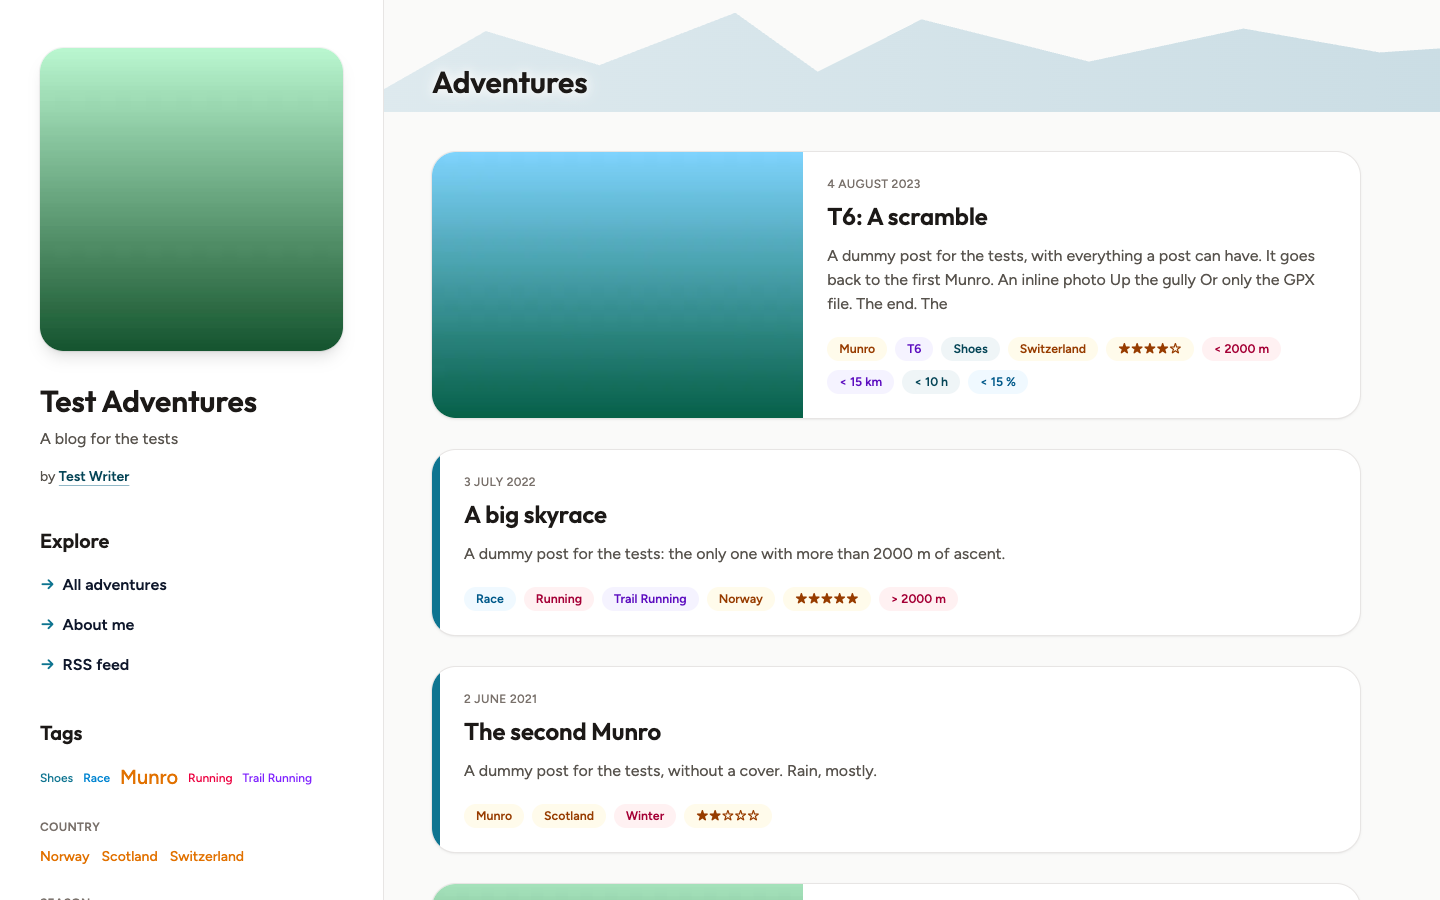 Test Adventures
A blog for the tests
by Test Writer
Explore
→ All adventures
→ About me
→ RSS feed
Tags
Shoes Race Munro Running Trail Running
COUNTRY
Norway Scotland Switzerland
Adventures
4 AUGUST 2023
T6: A scramble
A dummy post for the tests, with everything a post can have. It goes
back to the first Munro. An inline photo Up the gully Or only the GPX
file. The end. The
Munro T6 Shoes Switzerland ★★★★☆ < 2000 m
< 15 km < 10 h < 15 %
3 JULY 2022
A big skyrace
A dummy post for the tests: the only one with more than 2000 m of ascent.
Race Running Trail Running Norway ★★★★★ > 2000 m
2 JUNE 2021
The second Munro
A dummy post for the tests, without a cover. Rain, mostly.
Munro Scotland Winter ★★☆☆☆